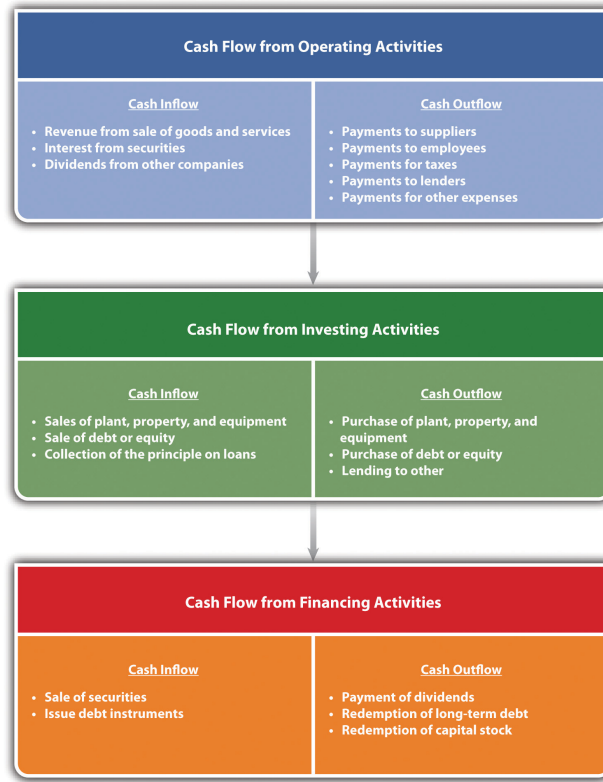 Cash Flow from Operating Activities
Cash Inflow
• Revenue from sale of goods and services
• Interest from securities
• Dividends from other companies
Cash Outflow
• Payments to suppliers
• Payments to employees
• Payments for taxes
• Payments to lenders
• Payments for other expenses
Cash Flow from Investing Activities
Cash Inflow
• Sales of plant, property, and equipment
• Sale of debt or equity
• Collection of the principle on loans
Cash Outflow
• Purchase of plant, property, and
equipment
• Purchase of debt or equity
• Lending to other
Cash Flow from Financing Activities
Cash Inflow
• Sale of securities
• Issue debt instruments
Cash Outflow
• Payment of dividends
• Redemption of long-term debt
• Redemption of capital stock